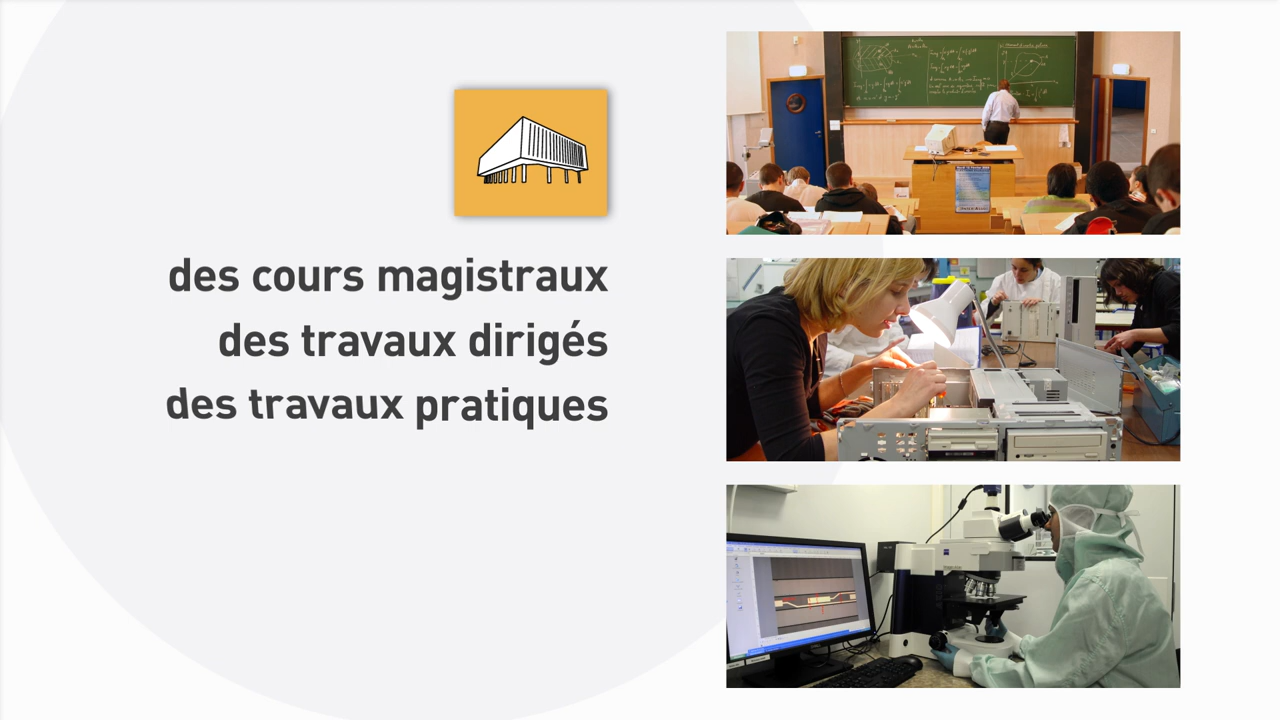 des cours magistraux
des travaux dirigés
des travaux pratiques